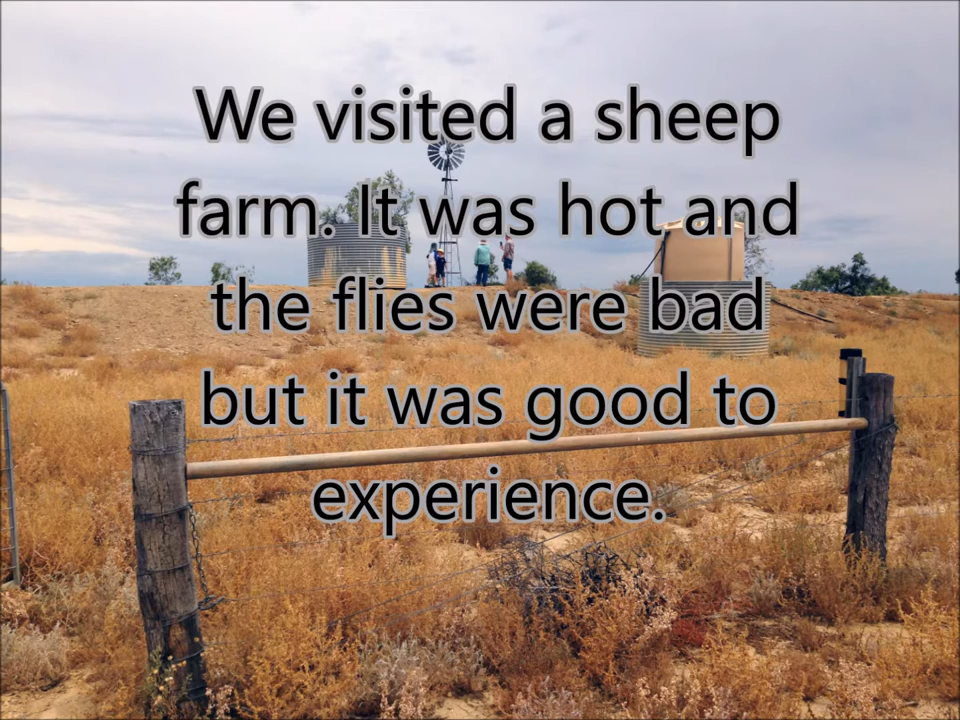 We visited a sheep
farm. It was hot and
the flies were bad
but it was good to
experience.